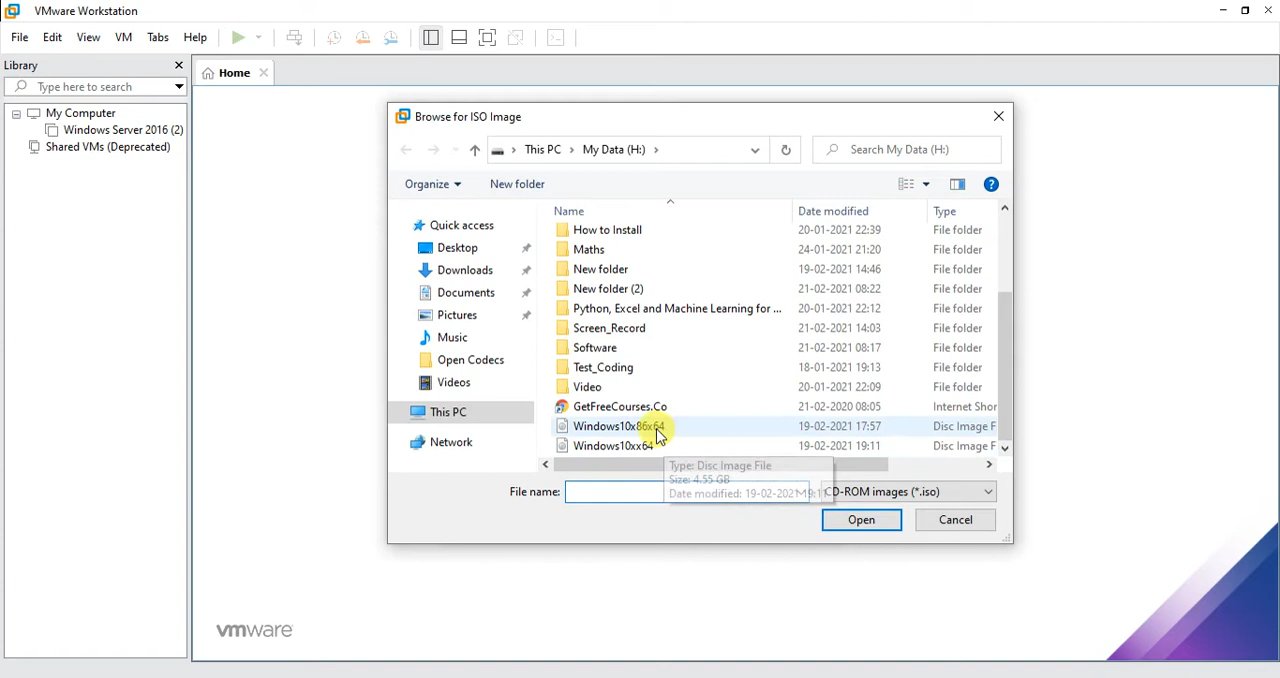 VMware Workstation
File Edit View VM Tabs Help
Library
Type here to search
My Computer
Windows Server 2016 (2)
Shared VMs (Deprecated)
Home
Browse for ISO Image
This PC > My Data (H:) >
Search My Data (H:)
Organize New folder
Quick access
Desktop
Downloads
Documents
Pictures
Music
Open Codecs
Videos
This PC
Network
Name Date modified Type
How to Install 20-01-2021 22:39 File folder
Maths 24-01-2021 21:20 File folder
New folder 19-02-2021 14:46 File folder
New folder (2) 21-02-2021 08:22 File folder
Python, Excel and Machine Learning for ... 20-01-2021 22:12 File folder
Screen_Record 21-02-2021 14:03 File folder
Software 21-02-2021 08:17 File folder
Test_Coding 18-01-2021 19:13 File folder
Video 20-01-2021 22:09 File folder
GetFreeCourses.Co 21-02-2020 08:05 Internet Shor
Windows10x86x64 19-02-2021 17:57 Disc Image F
Windows10xx64 19-02-2021 19:11 Disc Image F
Type: Disc Image File
Size: 4.55 GB
Date modified: 19-02-2021 19:11
File name: CD-ROM images (*.iso)
Open Cancel
vmware